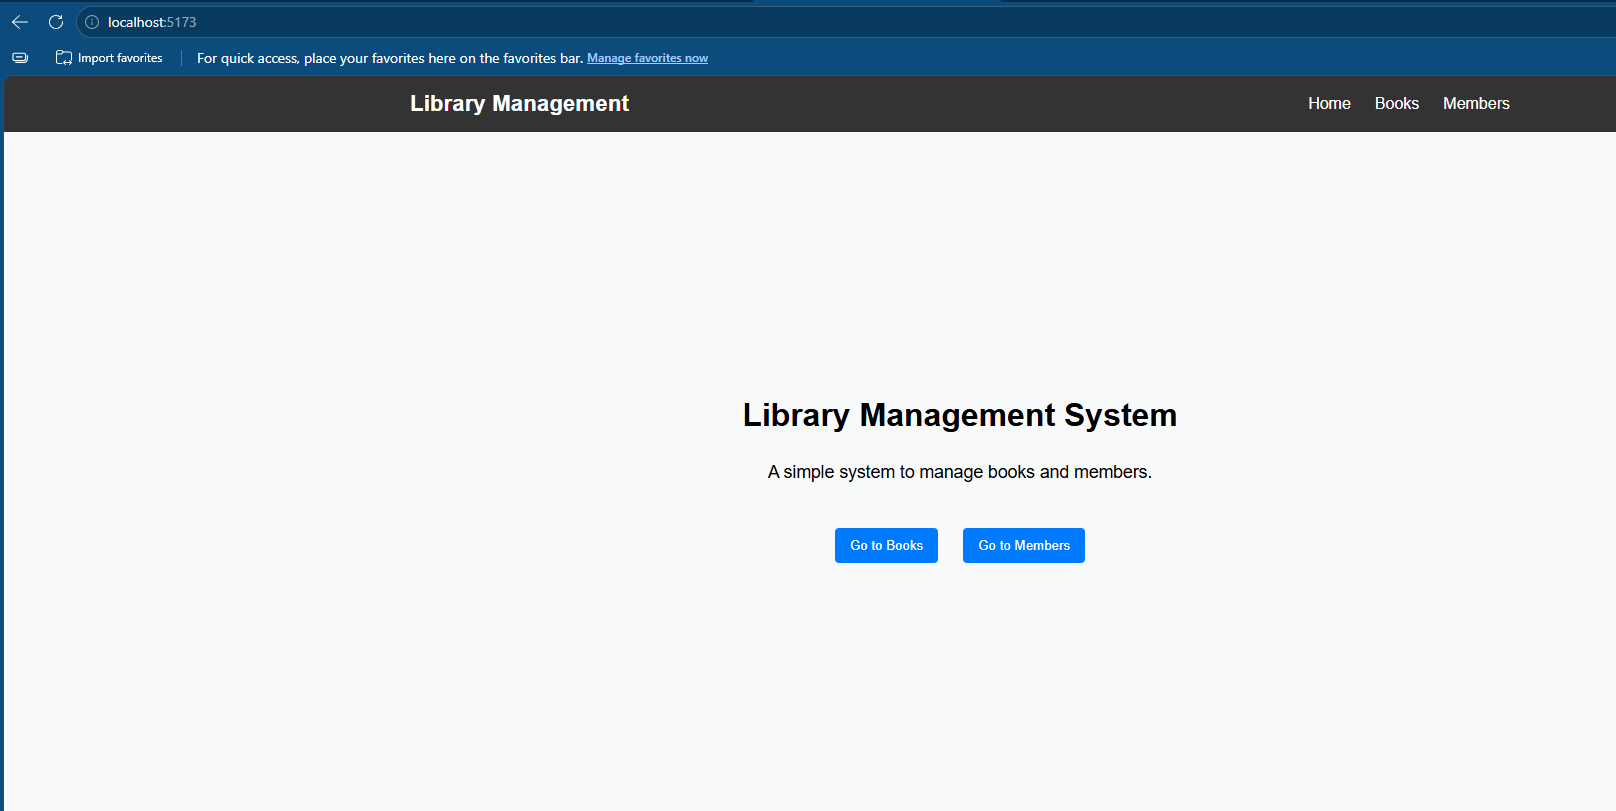 localhost:5173
Import favorites For quick access, place your favorites here on the favorites bar. Manage favorites now
Library Management Home Books Members
Library Management System
A simple system to manage books and members.
Go to Books Go to Members